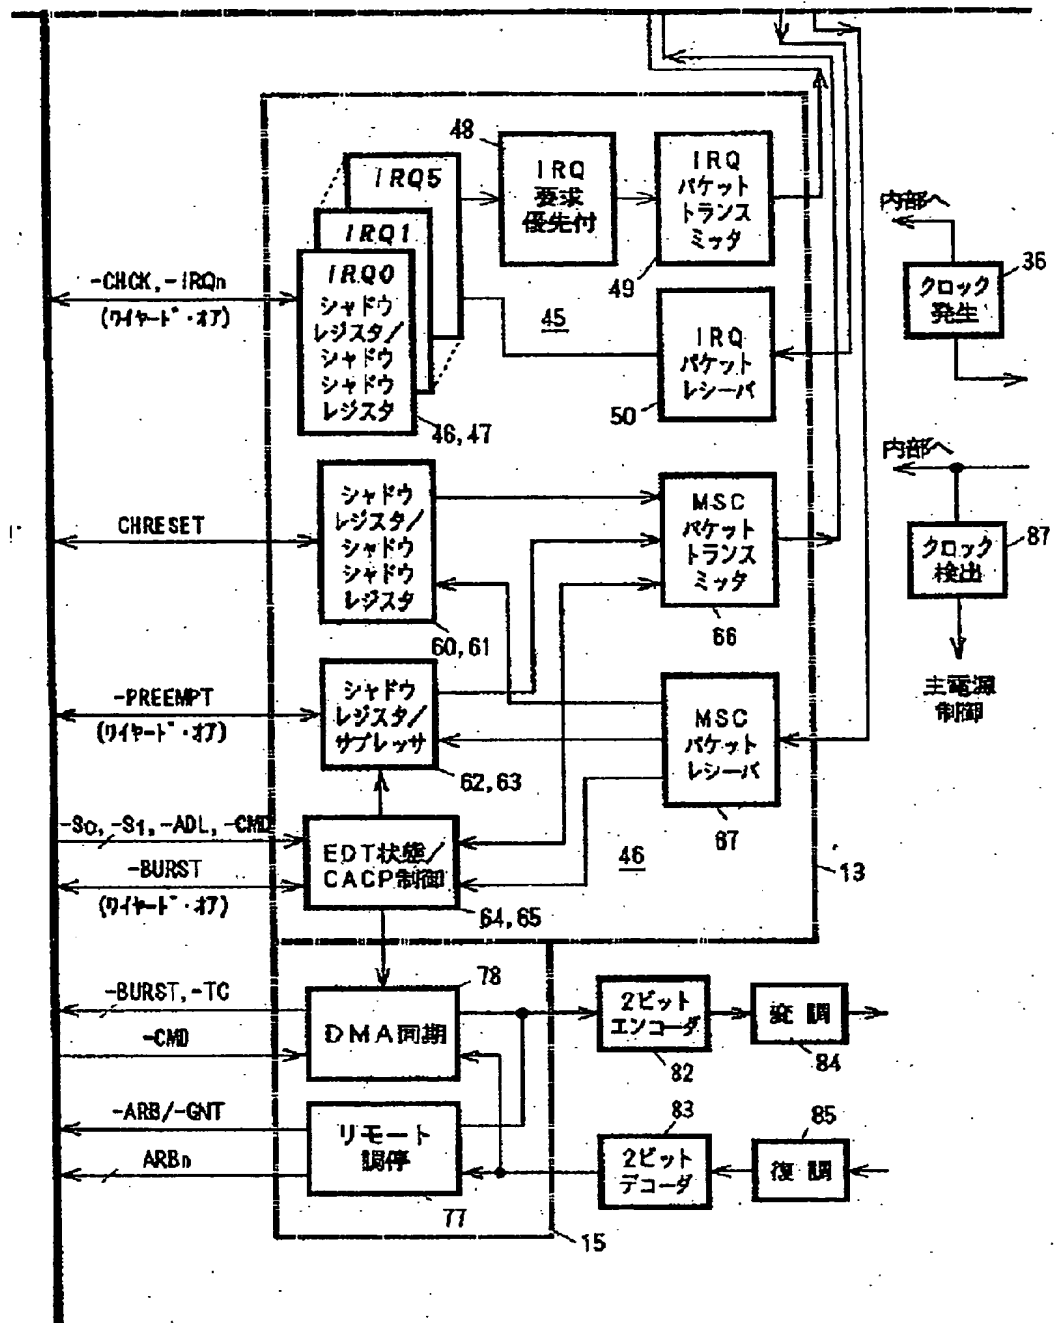 48
IRQ5
IRQ1
IRQ0
シャドウ
レジスタ/
シャドウ
シャドウ
レジスタ
46,47
IRQ
要求
優先付
IRQ
パケット
トランス
ミッタ
49
45
IRQ
パケット
レシーバ
50
内部へ
36
クロック
発生
-CHCK, -IRQn
(ワイヤード・オア)
内部へ
クロック
検出
87
主電源
制御
CHRESET
シャドウ
レジスタ/
シャドウ
シャドウ
レジスタ
60,61
MSC
パケット
トランス
ミッタ
66
-PREEMPT
(ワイヤード・オア)
シャドウ
レジスタ/
サプレッサ
62,63
MSC
パケット
レシーバ
67
-S0, -S1, -ADL, -CMD
-BURST
(ワイヤード・オア)
EDT状態/
CACP制御
64,65
46
13
-BURST, -TC
-CMD
78
DMA同期
2ビット
エンコーダ
82
変調
84
-ARB/-GNT
ARBn
リモート
調停
77
83
2ビット
デコーダ
85
復調
15